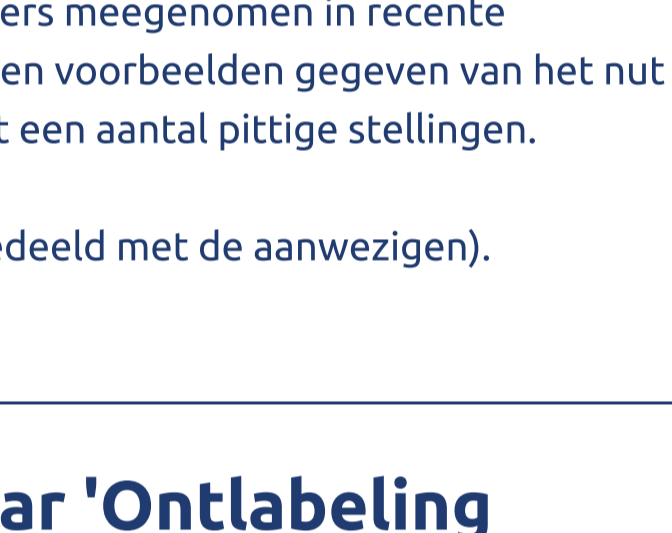 ers meegenomen in recente
en voorbeelden gegeven van het nut
t een aantal pittige stellingen.
edeeld met de aanwezigen).
ar 'Ontlabeling